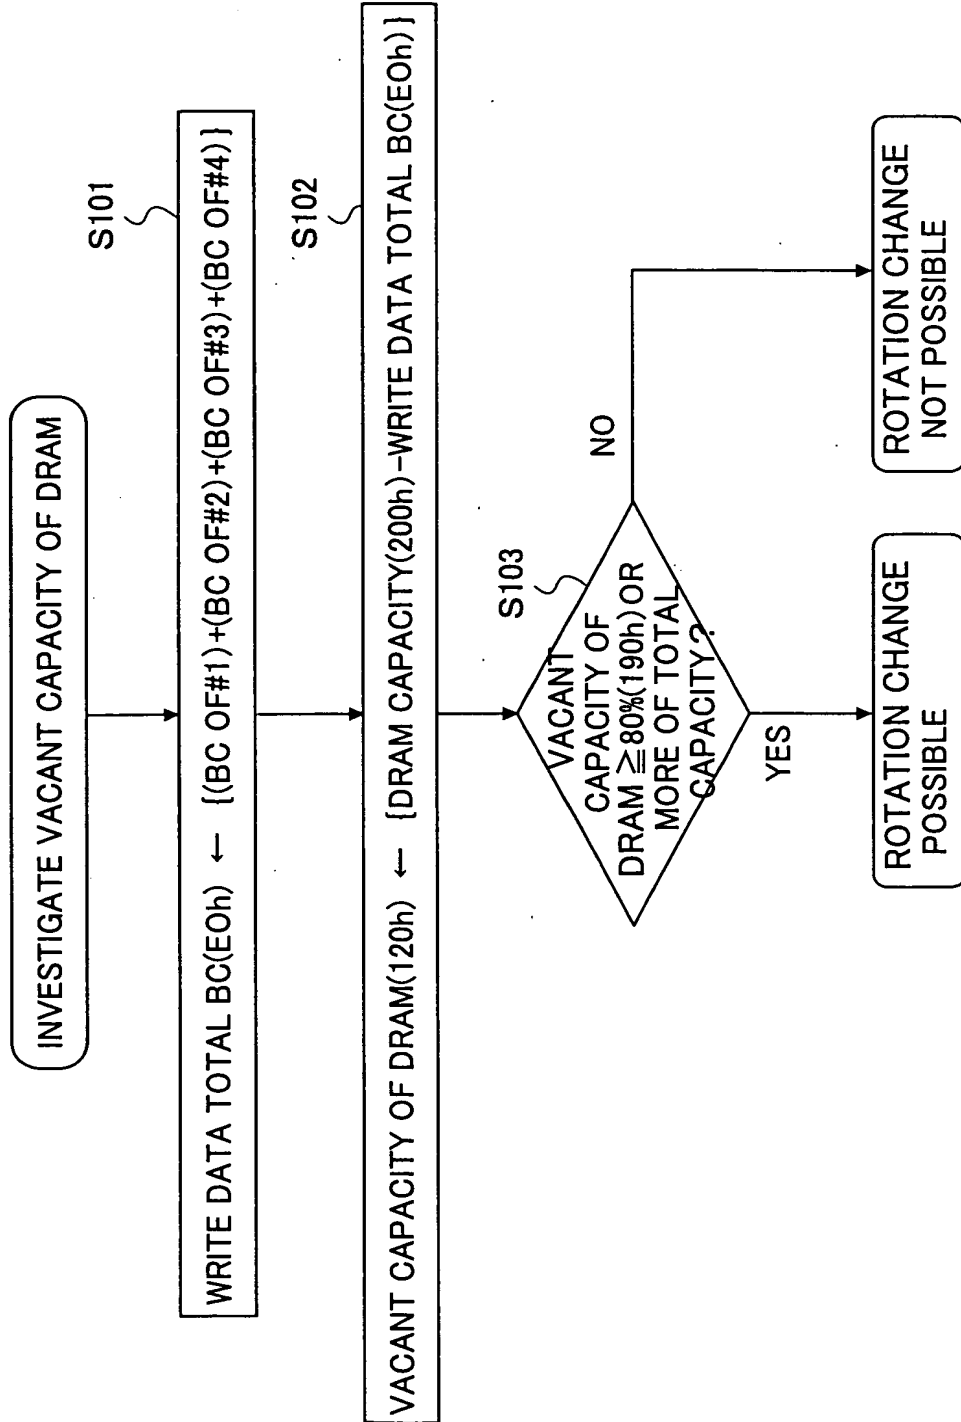 INVESTIGATE VACANT CAPACITY OF DRAM
S101
WRITE DATA TOTAL BC(EOh) ← {(BC OF#1)+(BC OF#2)+(BC OF#3)+(BC OF#4)}
S102
VACANT CAPACITY OF DRAM(120h) ← {DRAM CAPACITY(200h)-WRITE DATA TOTAL BC(EOh)}
S103
VACANT
CAPACITY OF
DRAM ≧80%(190h) OR
MORE OF TOTAL
CAPACITY?
NO
YES
ROTATION CHANGE
POSSIBLE
ROTATION CHANGE
NOT POSSIBLE